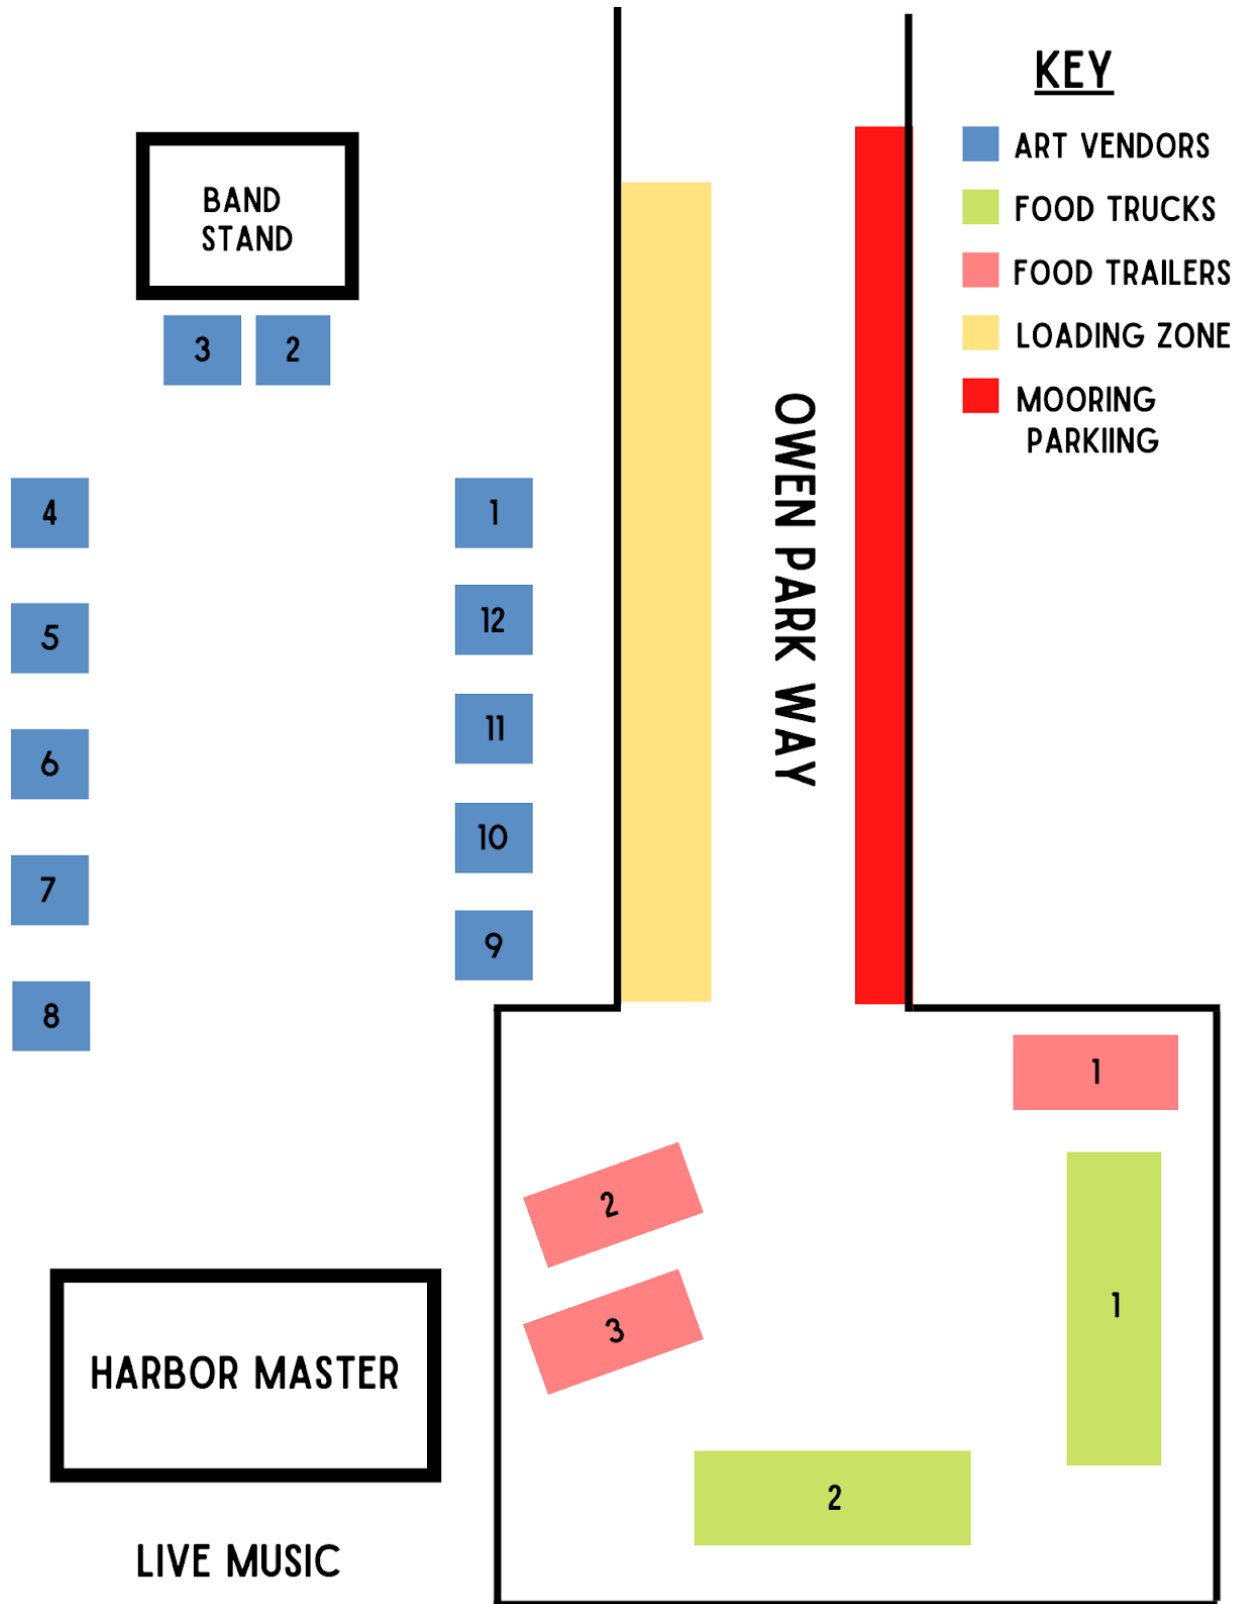 KEY
ART VENDORS
FOOD TRUCKS
FOOD TRAILERS
LOADING ZONE
MOORING
PARKIING
BAND
STAND
3
2
4
5
6
7
8
1
12
11
10
9
OWEN PARK WAY
1
2
3
1
2
HARBOR MASTER
LIVE MUSIC